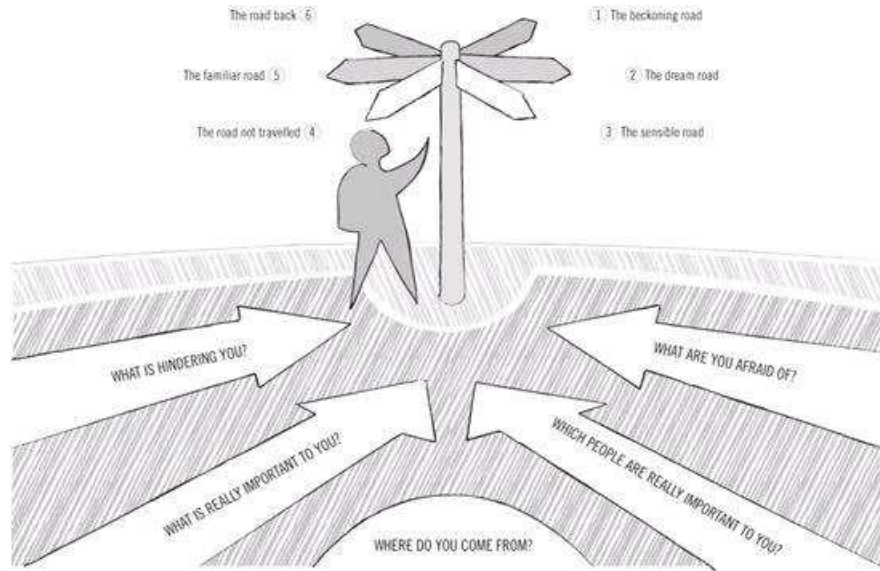 The road back 6
1 The beckoning road
The familiar road 5
2 The dream road
The road not travelled 4
3 The sensible road
WHAT IS HINDERING YOU?
WHAT ARE YOU AFRAID OF?
WHAT IS REALLY IMPORTANT TO YOU?
WHICH PEOPLE ARE REALLY IMPORTANT TO YOU?
WHERE DO YOU COME FROM?